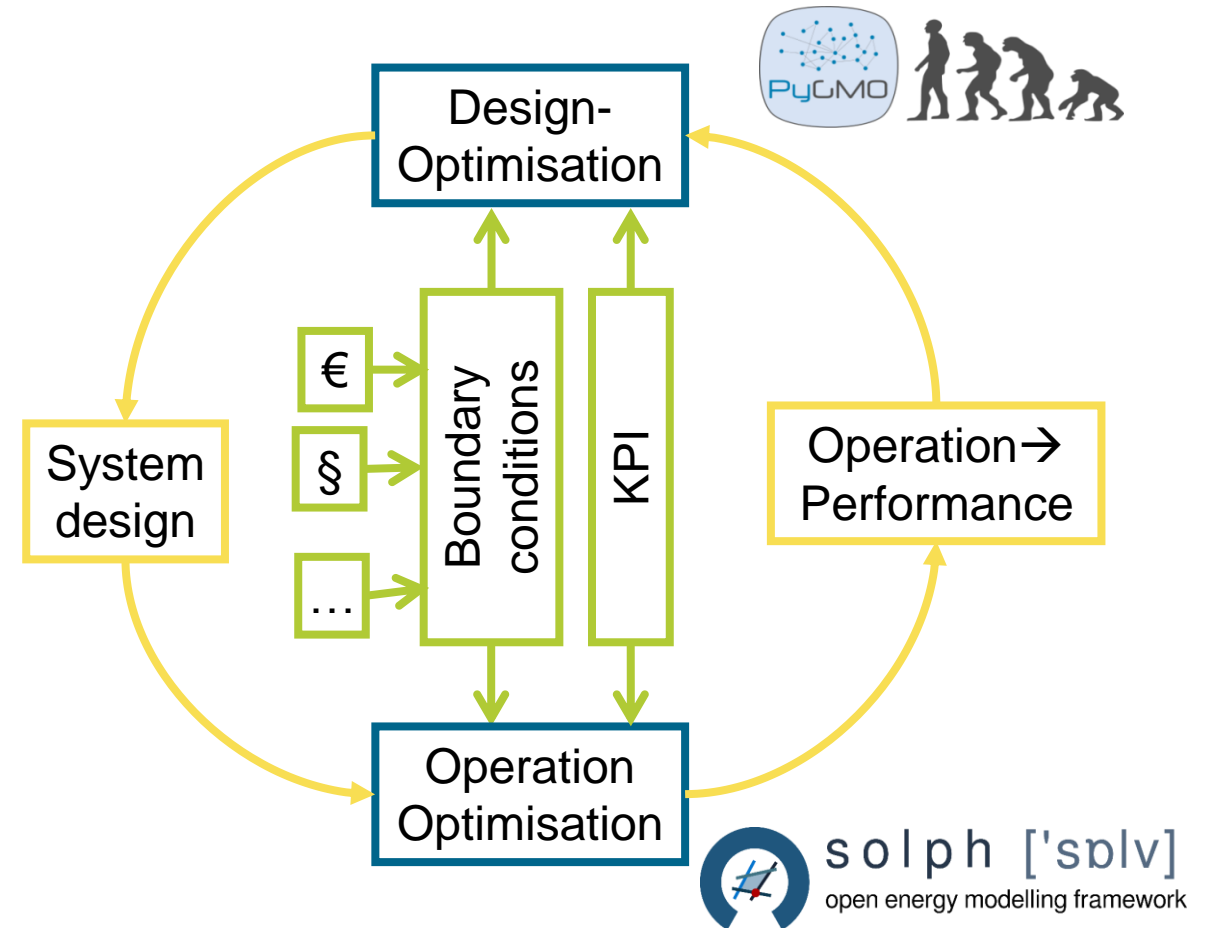 PyGMO
Design-
Optimisation
€
§
...
Boundary
conditions
KPI
System
design
Operation→
Performance
Operation
Optimisation
solph ['sɒlv]
open energy modelling framework